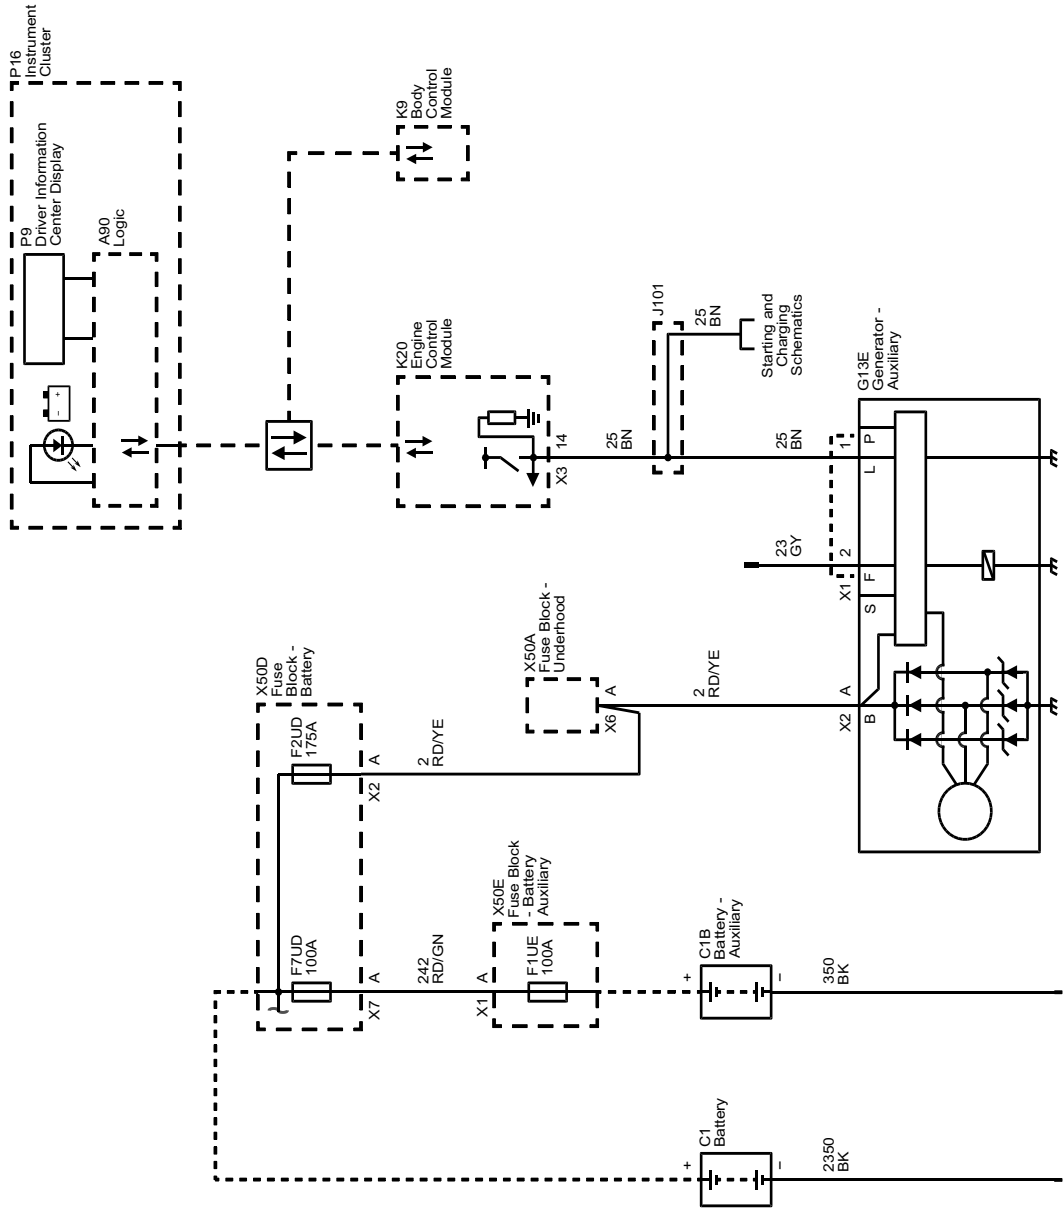 P16
Instrument
Cluster
P9
Driver Information
Center Display
A90
Logic
- +
K9
Body
Control
Module
K20
Engine
Control
Module
X3 14
25
BN
J101
25
BN
Starting and
Charging
Schematics
25
BN
G13E
Generator -
Auxiliary
23
GY
X1 2 1
S F L P
X50D
Fuse
Block -
Battery
F7UD
100A
F2UD
175A
X7 A
X2 A
2
RD/YE
X50A
Fuse Block -
Underhood
X6 A
2
RD/YE
X2 A
B
242
RD/GN
X50E
Fuse Block
- Battery
Auxiliary
X1 A
F1UE
100A
C1B
Battery -
Auxiliary
+
-
350
BK
C1
Battery
+
-
2350
BK